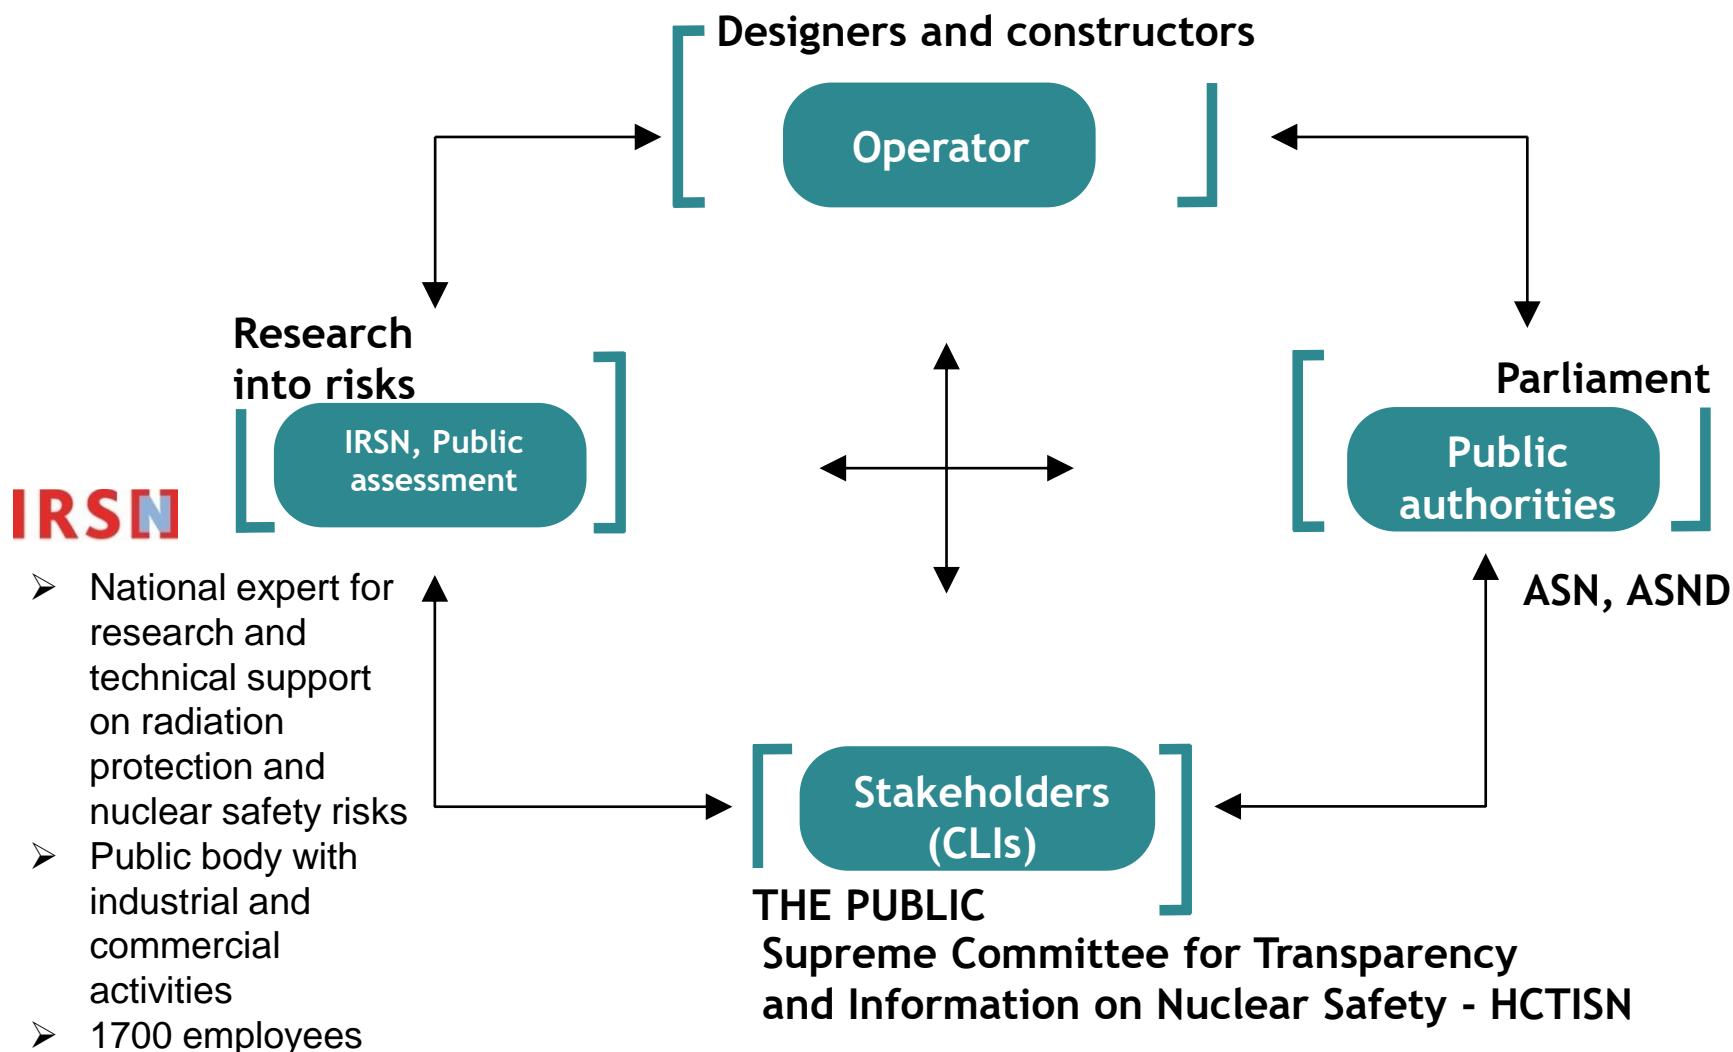 Designers and constructors
Operator
Research
into risks
IRSN, Public
assessment
Parliament
Public
authorities
ASN, ASND
IRSN
➢ National expert for
research and
technical support
on radiation
protection and
nuclear safety risks
➢ Public body with
industrial and
commercial
activities
➢ 1700 employees
Stakeholders
(CLIs)
THE PUBLIC
Supreme Committee for Transparency
and Information on Nuclear Safety - HCTISN